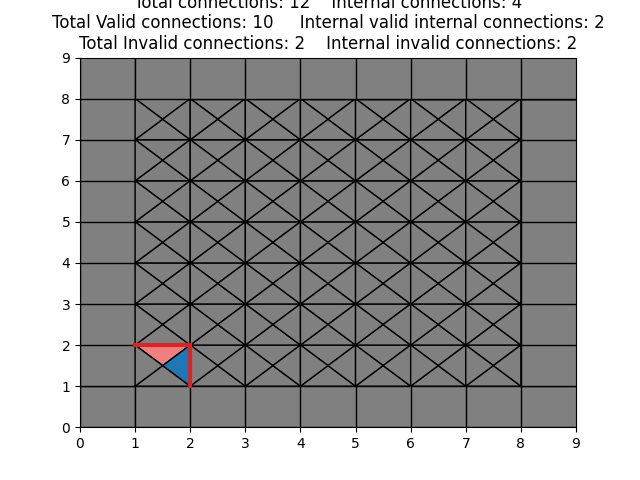 Total connections: 12    Internal connections: 4
Total Valid connections: 10    Internal valid internal connections: 2
Total Invalid connections: 2    Internal invalid connections: 2
9
8
7
6
5
4
3
2
1
0
0 1 2 3 4 5 6 7 8 9